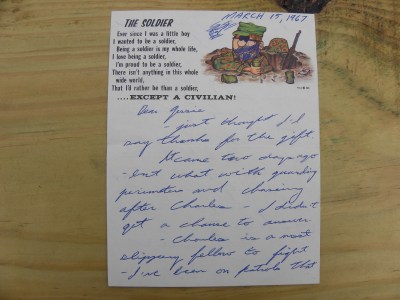 THE SOLDIER
Ever since I was a little boy
I wanted to be a soldier,
Being a soldier is my whole life,
I love being a soldier,
I'm proud to be a soldier,
There isn't anything in this whole
wide world,
That I'd rather be than a soldier,
....EXCEPT A CIVILIAN!
MARCH 15, 1967
Dear
- just thought I'd
say thanks for the gift.
It came two days ago
- but what with guarding
perimeters and chasing
after Charles - I didn't
get a chance to answer.
- Charles is a most
slippery fellow to fight
- I've been on patrols that